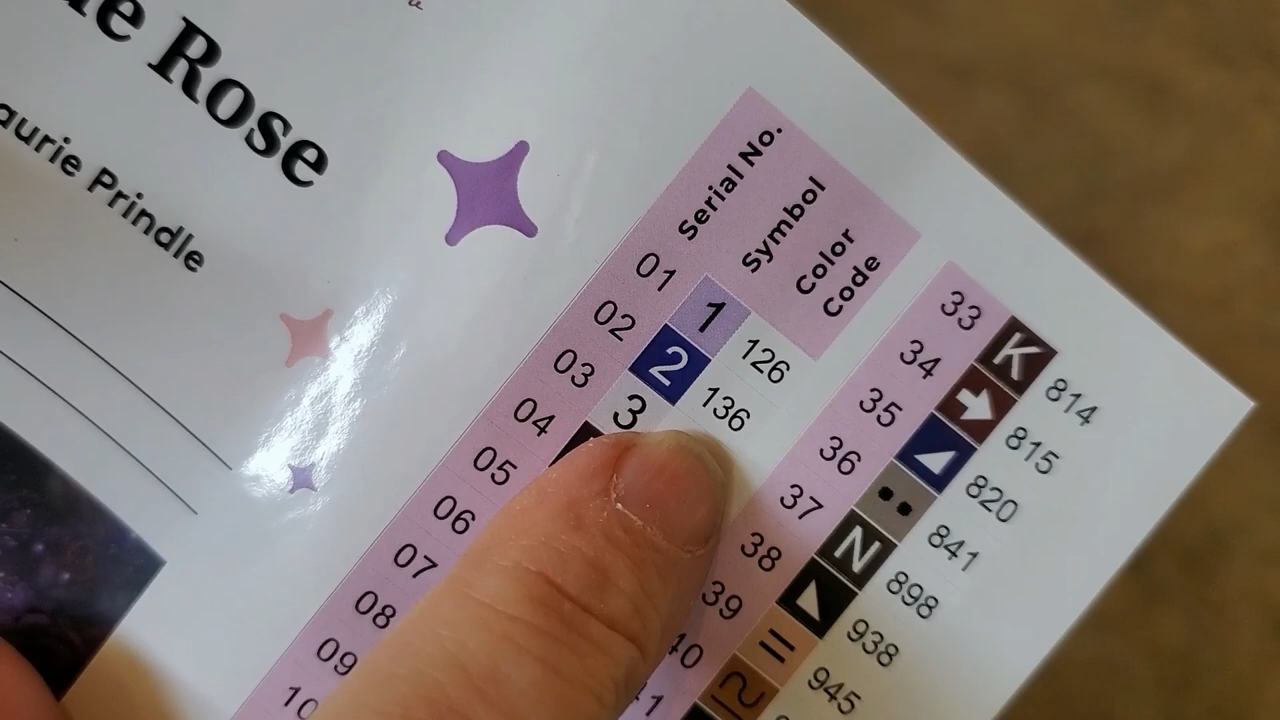 Rose
Prindle
Serial No. Symbol Color Code
01 1 126
02 2 136
03 3
04
05
06
07
08
09
10
33 K 814
34 815
35 820
36 841
37 N 898
38 938
39 = 945